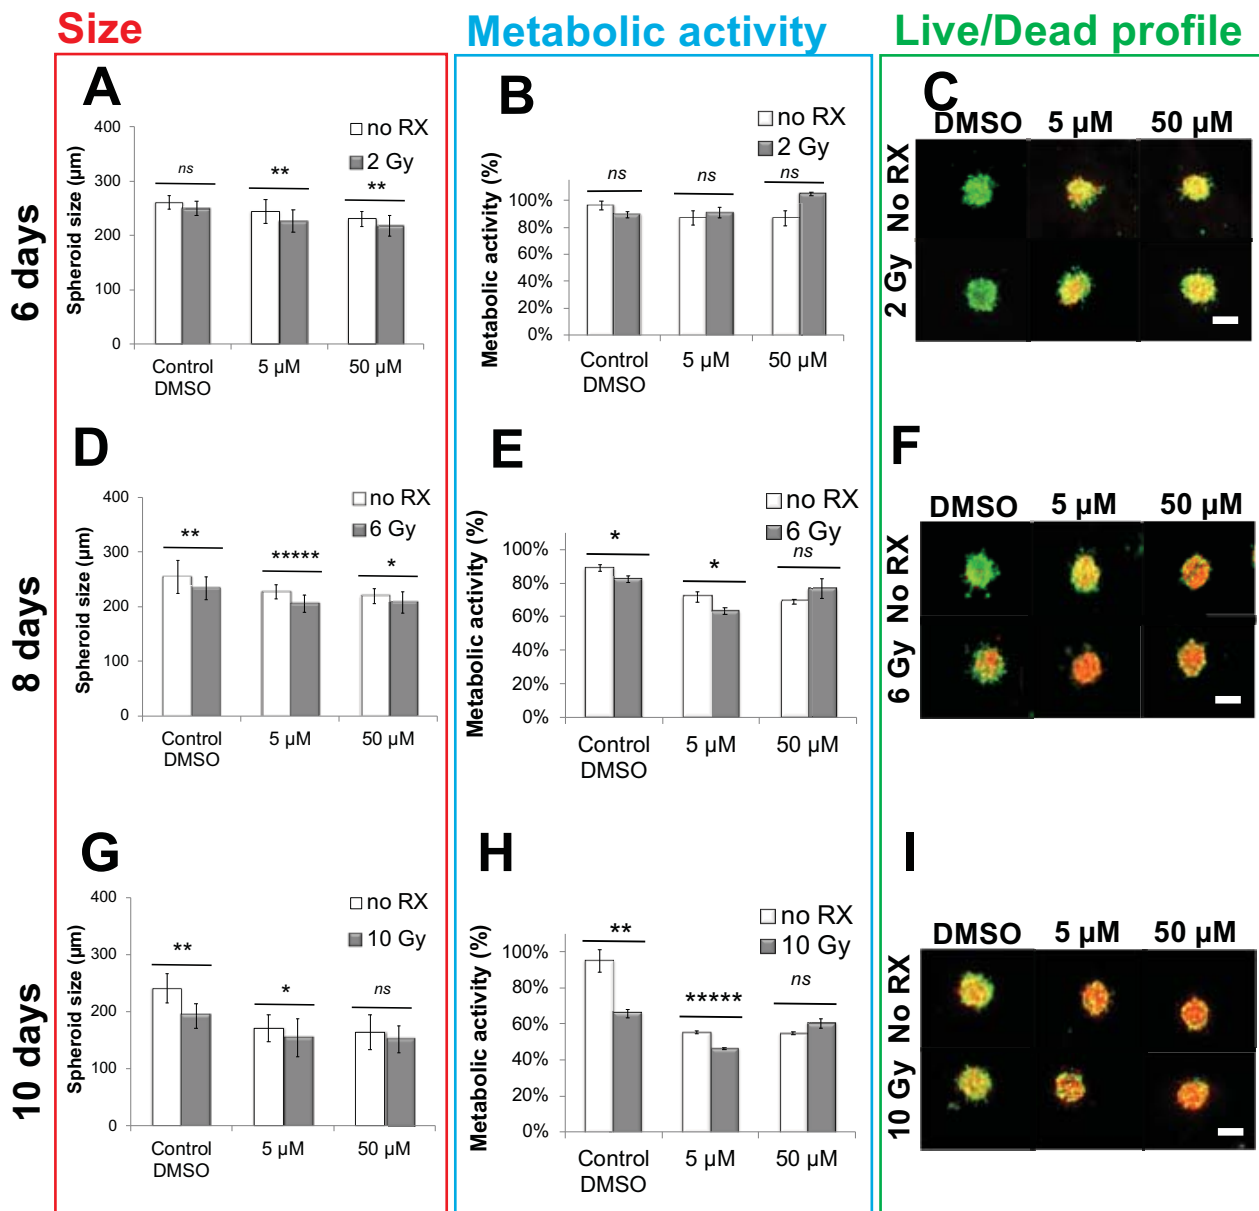 Size
Metabolic activity
Live/Dead profile
6 days
A
Spheroid size (µm)
400
300
200
100
0
no RX
2 Gy
ns
**
**
Control
DMSO
5 µM
50 µM
B
Metabolic activity (%)
100%
80%
60%
40%
20%
0%
no RX
2 Gy
ns
ns
ns
Control
DMSO
5 µM
50 µM
C
DMSO
5 µM
50 µM
No RX
2 Gy
8 days
D
Spheroid size (µm)
400
300
200
100
0
no RX
6 Gy
**
*****
*
Control
DMSO
5 µM
50 µM
E
Metabolic activity (%)
100%
80%
60%
40%
20%
0%
no RX
6 Gy
*
*
ns
Control
DMSO
5 µM
50 µM
F
DMSO
5 µM
50 µM
No RX
6 Gy
10 days
G
Spheroid size (µm)
400
300
200
100
0
no RX
10 Gy
**
*
ns
Control
DMSO
5 µM
50 µM
H
Metabolic activity (%)
100%
80%
60%
40%
20%
0%
no RX
10 Gy
**
*****
ns
Control
DMSO
5 µM
50 µM
I
DMSO
5 µM
50 µM
No RX
10 Gy